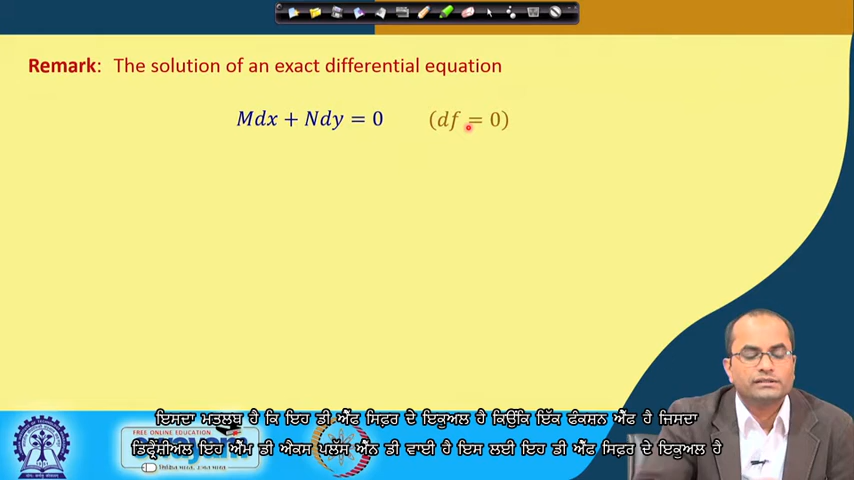 Remark: The solution of an exact differential equation
Mdx + Ndy = 0 (df = 0)
ਇਸਦਾ ਮਤਲਬ ਹੈ ਕਿ ਇਹ ਡੀ ਐੱਫ ਸਿਫ਼ਰ ਦੇ ਇਕੁਅਲ ਹੈ ਕਿਉਂਕਿ ਇੱਕ ਫੰਕਸ਼ਨ ਐੱਫ ਹੈ ਜਿਸਦਾ
ਡਿਫ੍ਰੈਂਸ਼ੀਅਲ ਇਹ ਐੱਮ ਡੀ ਐਕਸ ਪਲੱਸ ਐੱਨ ਡੀ ਵਾਈ ਹੈ ਇਸ ਲਈ ਇਹ ਡੀ ਐੱਫ ਸਿਫ਼ਰ ਦੇ ਇਕੁਅਲ ਹੈ
FREE ONLINE EDUCATION